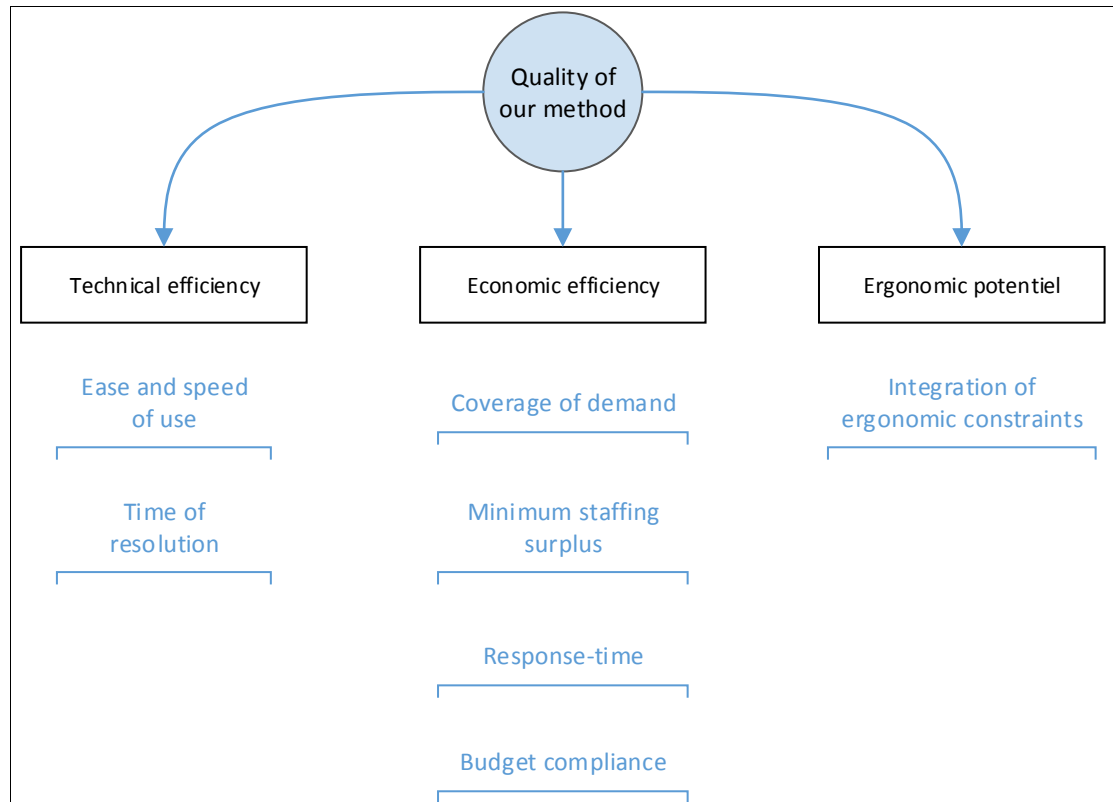 Quality of
our method
Technical efficiency
Economic efficiency
Ergonomic potentiel
Ease and speed
of use
Time of
resolution
Coverage of demand
Minimum staffing
surplus
Response-time
Budget compliance
Integration of
ergonomic constraints